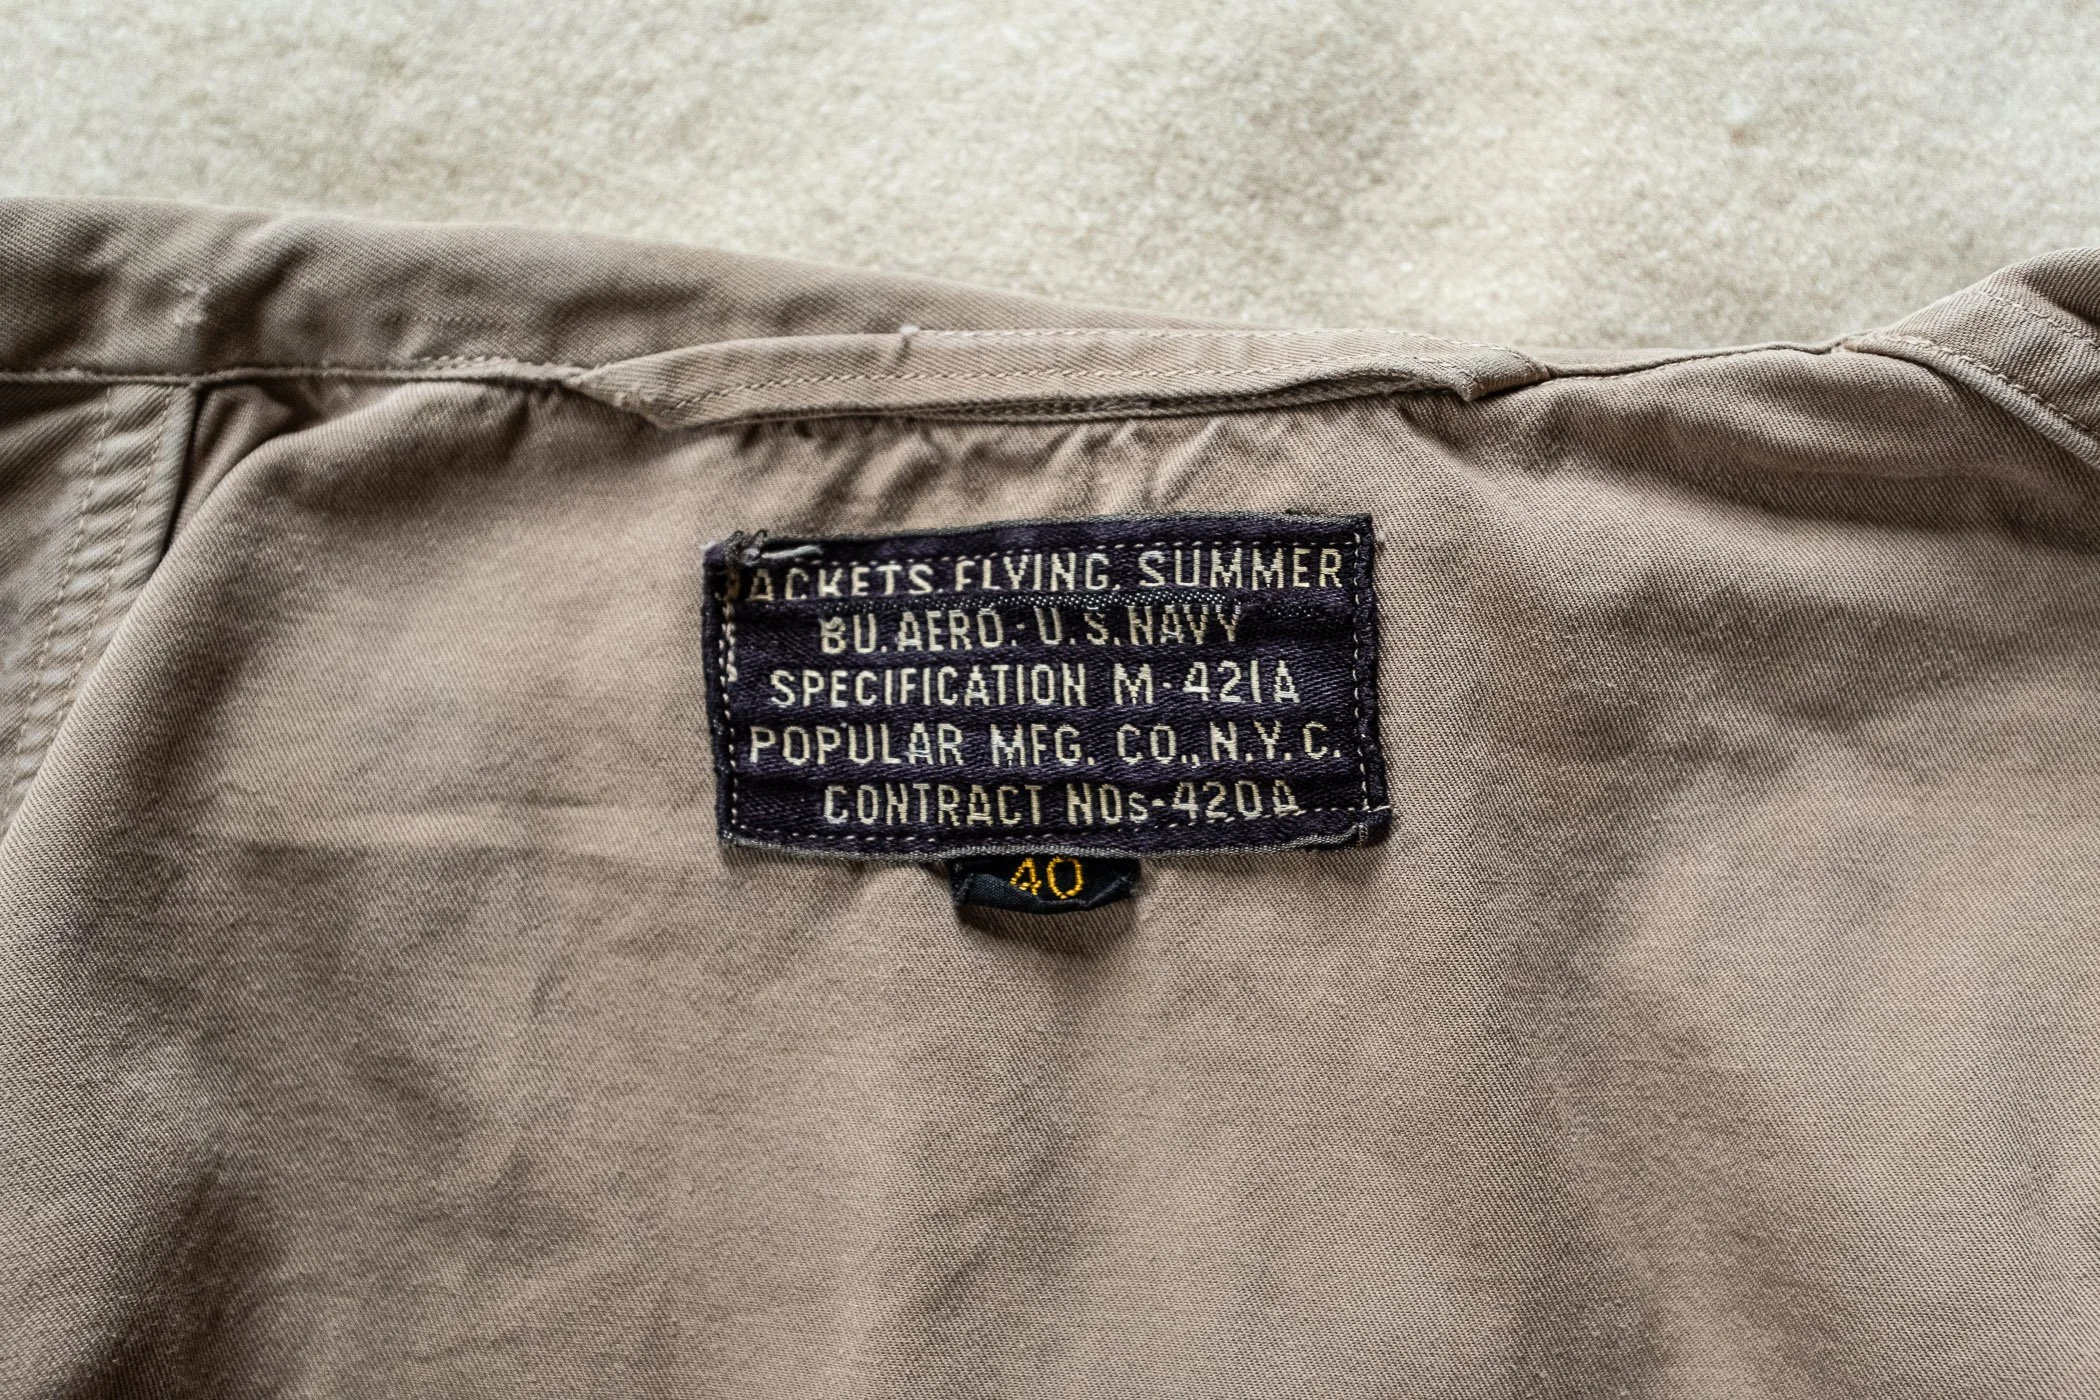 JACKETS, FLYING, SUMMER
BU. AERO.- U.S. NAVY
SPECIFICATION M-421A
POPULAR MFG. CO., N.Y.C.
CONTRACT NOs-420A
40